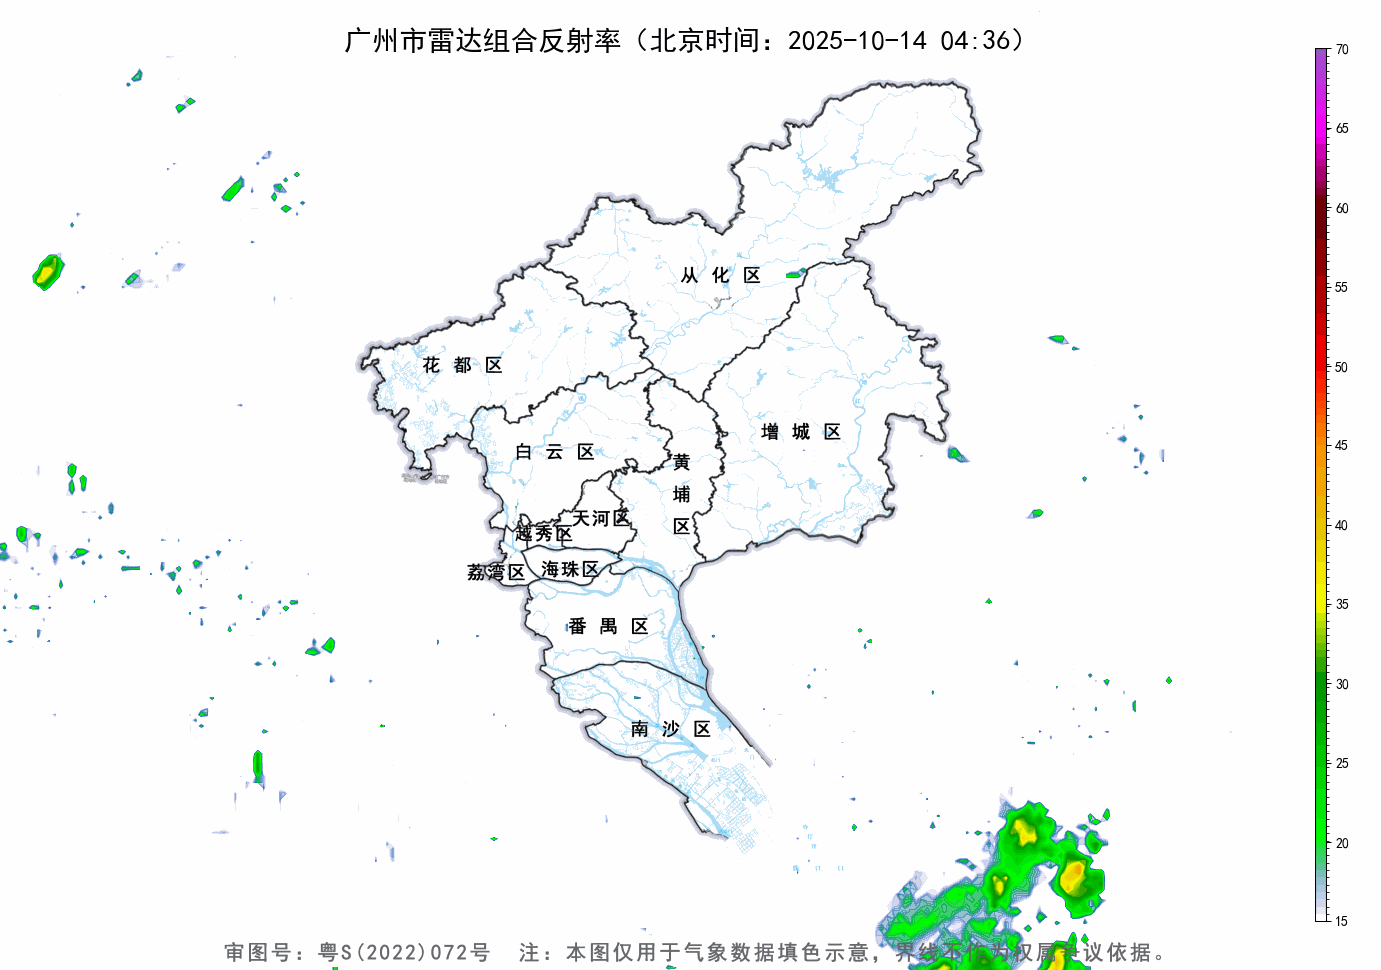 广州市雷达组合反射率（北京时间：2025-10-14 04:36）
70
65
60
55
50
45
40
35
30
25
20
15
从化区
花都区
增城区
白云区
黄埔区
天河区
越秀区
荔湾区
海珠区
番禺区
南沙区
审图号：粤S(2022)072号 注：本图仅用于气象数据填色示意，界线不作为权属争议依据。